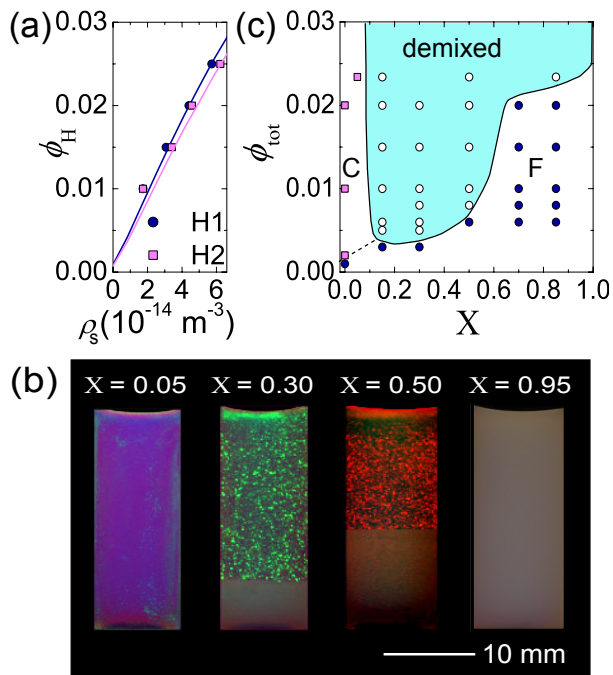 (a)
0.03
0.02
0.01
0.00
ϕH
0 2 4 6
ρs(10-14 m-3)
H1
H2
(c)
0.03
0.02
0.01
0.00
ϕtot
demixed
C
F
0.0 0.2 0.4 0.6 0.8 1.0
X
(b)
X = 0.05 X = 0.30 X = 0.50 X = 0.95
10 mm